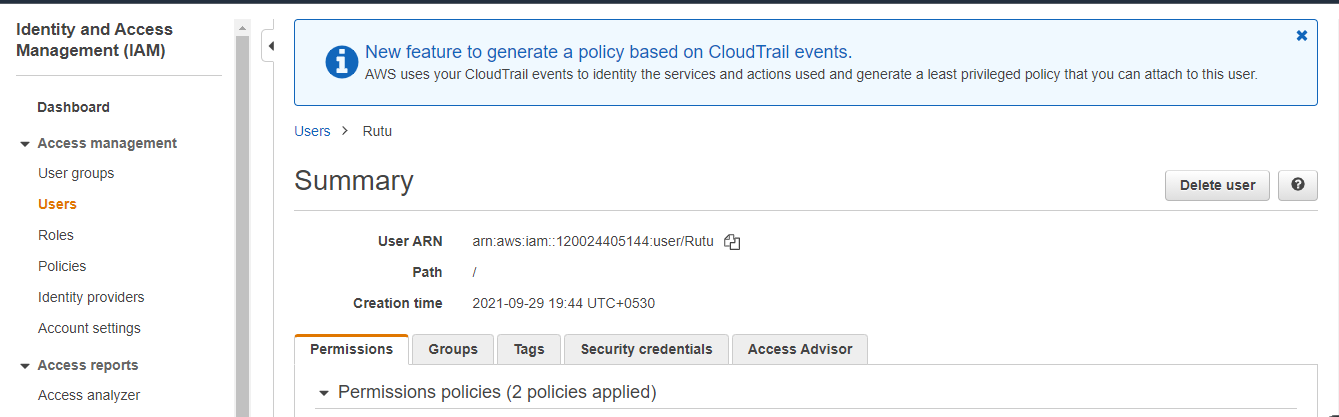 Identity and Access
Management (IAM)
Dashboard
Access management
User groups
Users
Roles
Policies
Identity providers
Account settings
Access reports
Access analyzer
New feature to generate a policy based on CloudTrail events.
AWS uses your CloudTrail events to identity the services and actions used and generate a least privileged policy that you can attach to this user.
Users > Rutu
Summary
Delete user
User ARN arn:aws:iam::120024405144:user/Rutu
Path /
Creation time 2021-09-29 19:44 UTC+0530
Permissions Groups Tags Security credentials Access Advisor
Permissions policies (2 policies applied)